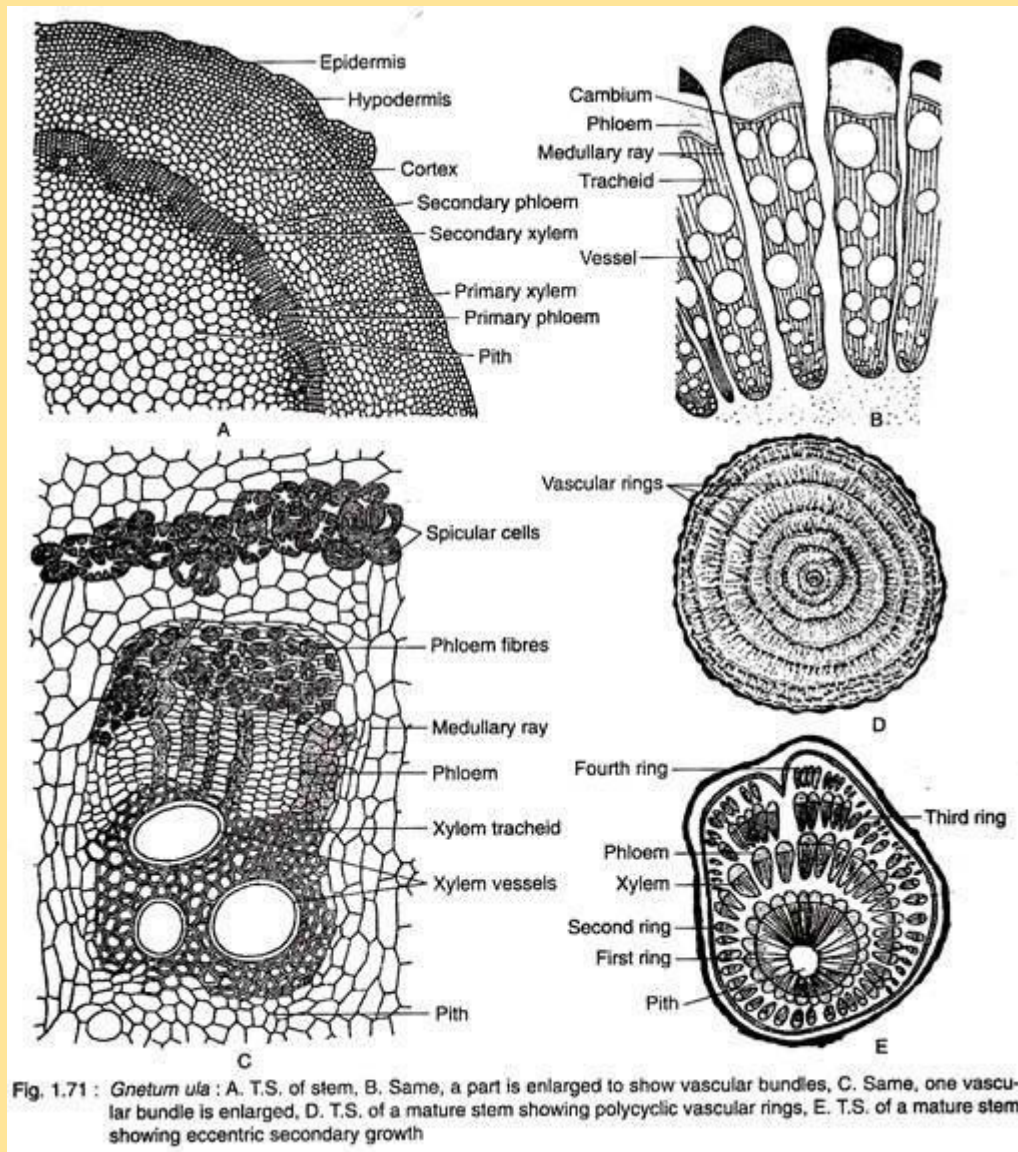 Epidermis
Hypodermis
Cortex
Secondary phloem
Secondary xylem
Primary xylem
Primary phloem
Pith
A
Cambium
Phloem
Medullary ray
Tracheid
Vessel
B
Spicular cells
Phloem fibres
Medullary ray
Phloem
Xylem tracheid
Xylem vessels
Pith
C
Vascular rings
D
Fourth ring
Third ring
Phloem
Xylem
Second ring
First ring
Pith
E
Fig. 1.71 : Gnetum ula : A. T.S. of stem, B. Same, a part is enlarged to show vascular bundles, C. Same, one vascu-
lar bundle is enlarged, D. T.S. of a mature stem showing polycyclic vascular rings, E. T.S. of a mature stem
showing eccentric secondary growth